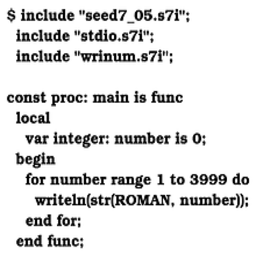 $ include "seed7_05.s7i";
include "stdio.s7i";
include "wrinum.s7i";

const proc: main is func
local
var integer: number is 0;
begin
for number range 1 to 3999 do
writeln(str(ROMAN, number));
end for;
end func;